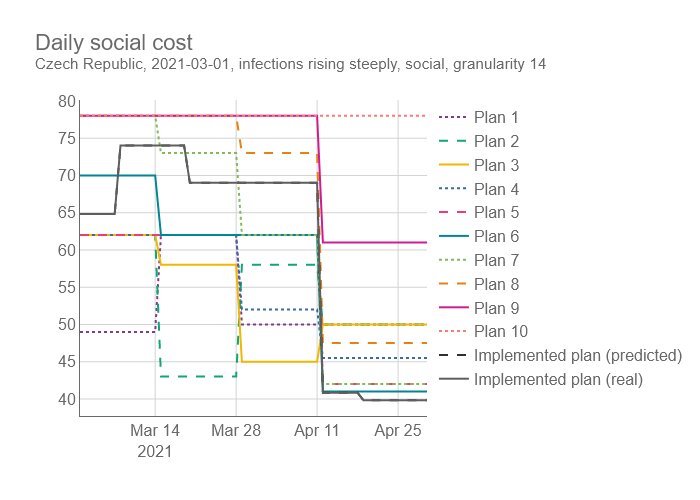 Daily social cost
Czech Republic, 2021-03-01, infections rising steeply, social, granularity 14
80
75
70
65
60
55
50
45
40
Mar 14
2021
Mar 28
Apr 11
Apr 25
Plan 1
Plan 2
Plan 3
Plan 4
Plan 5
Plan 6
Plan 7
Plan 8
Plan 9
Plan 10
Implemented plan (predicted)
Implemented plan (real)